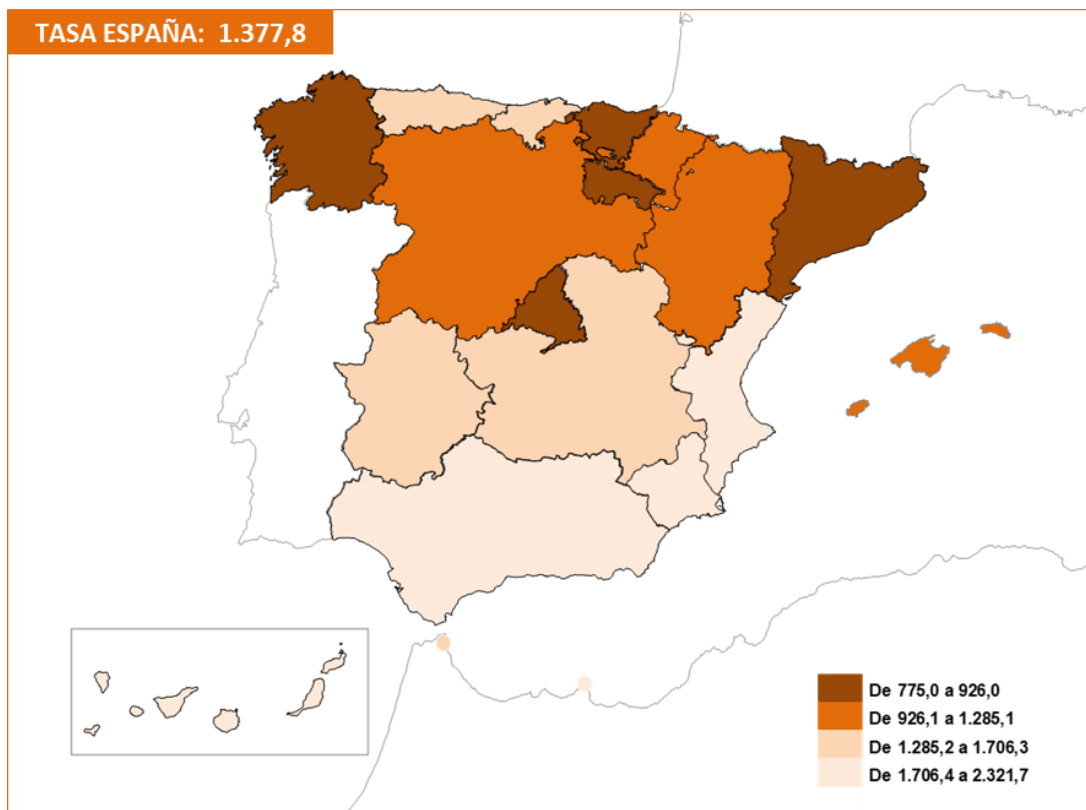 TASA ESPAÑA: 1.377,8
De 775,0 a 926,0
De 926,1 a 1.285,1
De 1.285,2 a 1.706,3
De 1.706,4 a 2.321,7